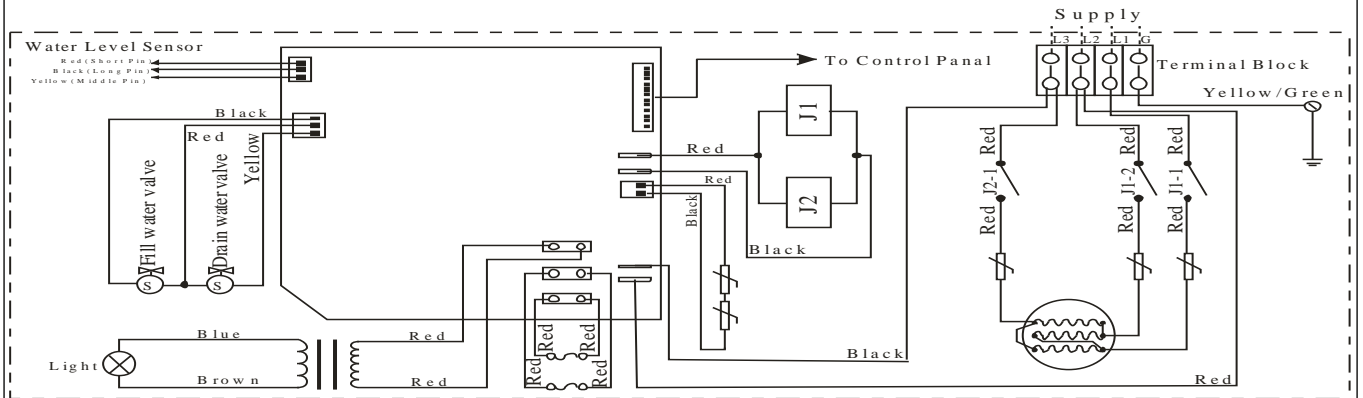 Supply
L3 L2 L1 G
Water Level Sensor
Red(Short Pin)
Black(Long Pin)
Yellow(Middle Pin)
To Control Panal
Terminal Block
Yellow/Green
Black
Red
Yellow
Fill water valve
Drain water valve
S
S
J1
J2
Red
Red
Black
Black
Red
Red
Red
J2-1
J1-2
J1-1
Red
Red
Red
Light
Blue
Brown
Red
Red
Red
Red
Red
Red
Black
Red